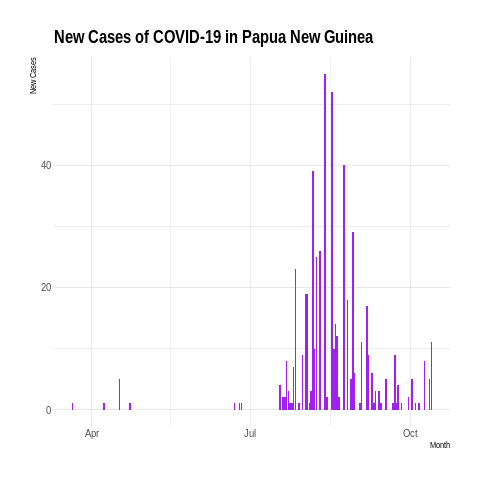 New Cases of COVID-19 in Papua New Guinea
New Cases
40
20
0
Apr
Jul
Oct
Month